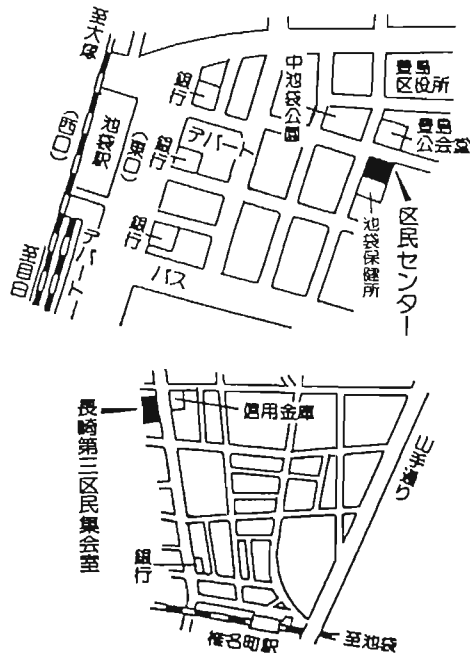 至大塚
銀行
中池袋公園
豊島
区役所
池袋駅
(西口)
(東口)
銀行
デパート
豊島
公会堂
銀行
池袋保健所
区民センター
デパート
至目白
バス
長崎第三区民集会室
信用金庫
山手通り
銀行
椎名町駅
至池袋